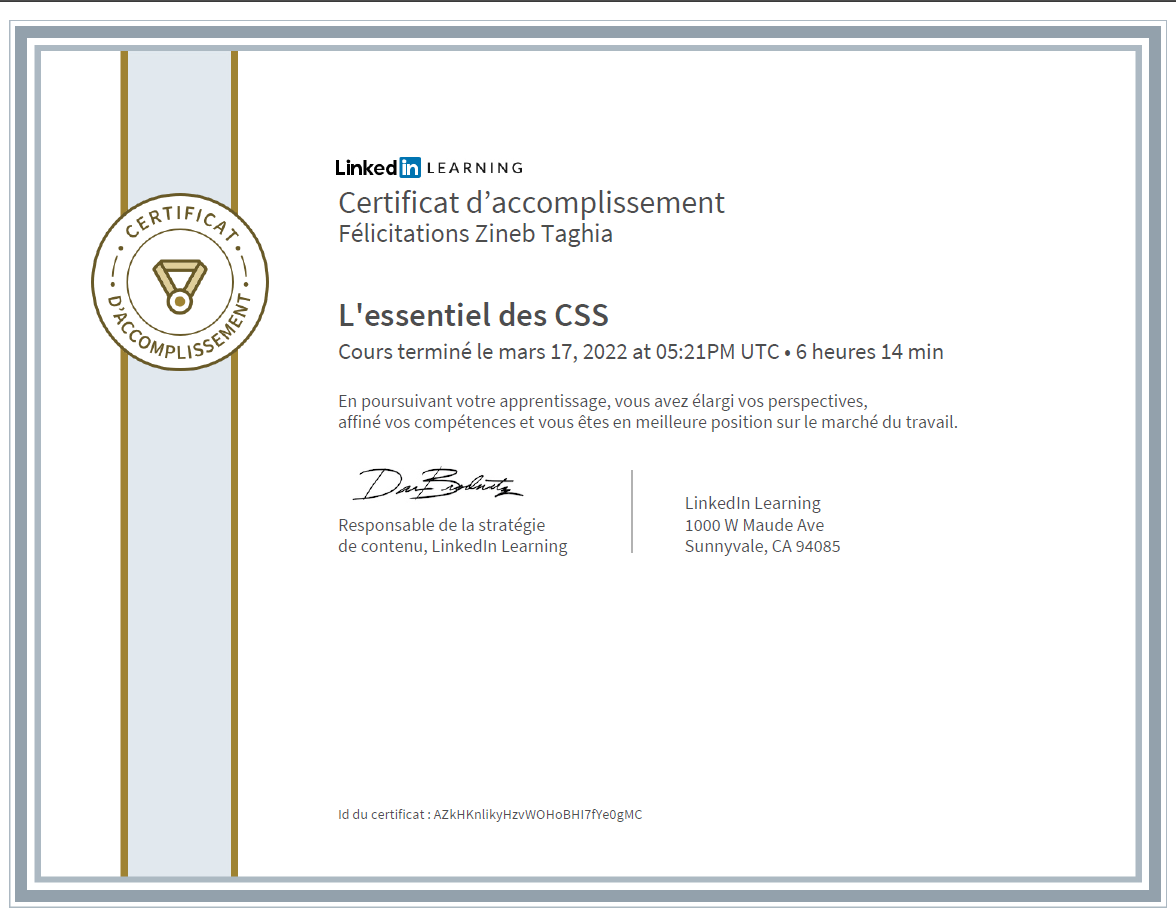 CERTIFICAT
D'ACCOMPLISSEMENT
Linked in LEARNING
Certificat d’accomplissement
Félicitations Zineb Taghia
L'essentiel des CSS
Cours terminé le mars 17, 2022 at 05:21PM UTC • 6 heures 14 min
En poursuivant votre apprentissage, vous avez élargi vos perspectives,
affiné vos compétences et vous êtes en meilleure position sur le marché du travail.
Responsable de la stratégie
de contenu, LinkedIn Learning
LinkedIn Learning
1000 W Maude Ave
Sunnyvale, CA 94085
Id du certificat : AZkHKnlikyHzvWOHoBHI7fYe0gMC